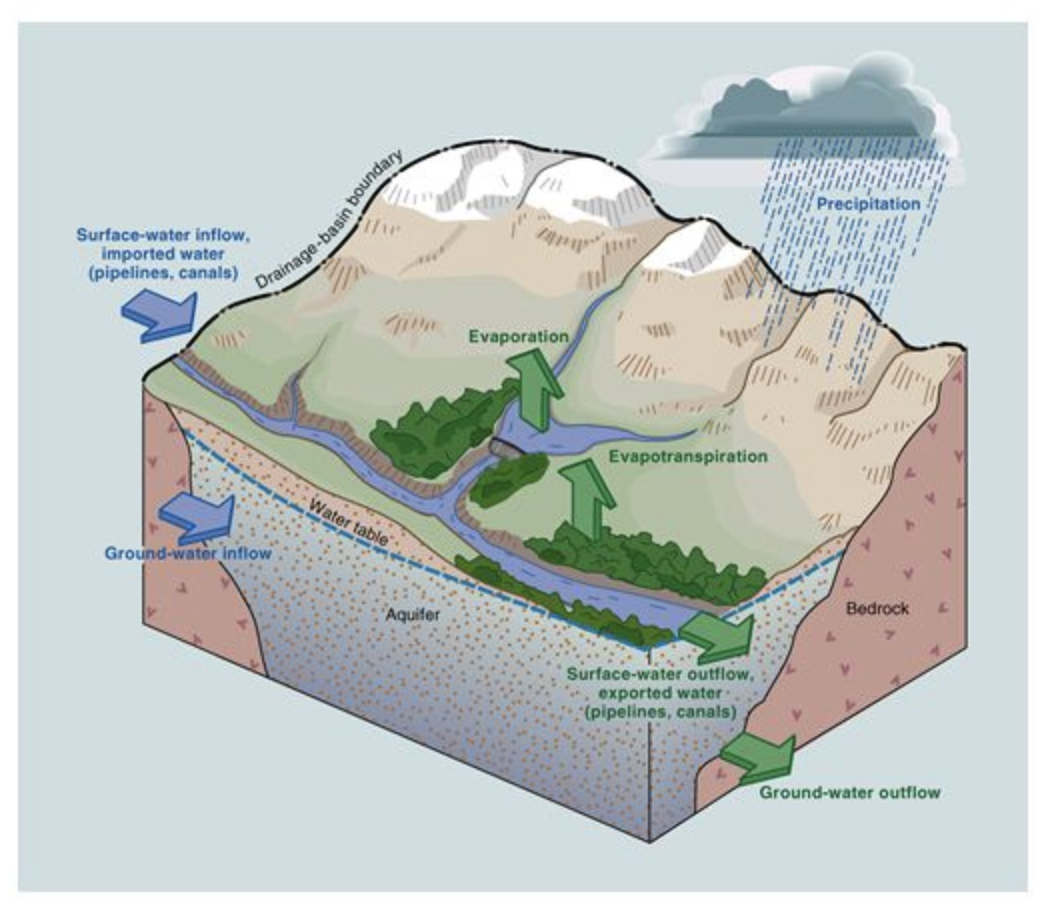 Drainage-basin boundary
Precipitation
Surface-water inflow,
imported water
(pipelines, canals)
Evaporation
Evapotranspiration
Water table
Ground-water inflow
Aquifer
Bedrock
Surface-water outflow,
exported water
(pipelines, canals)
Ground-water outflow